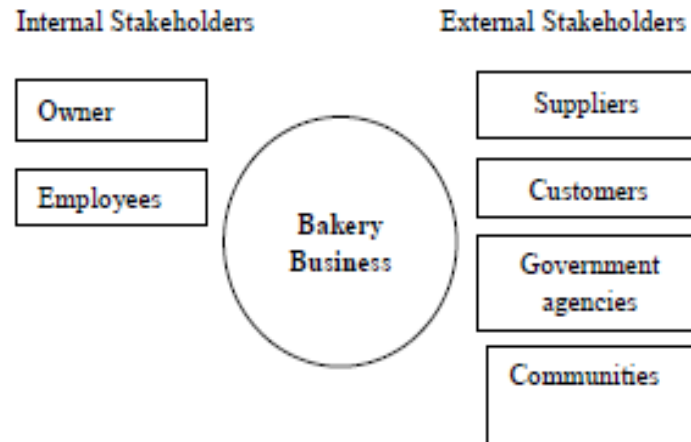 Internal Stakeholders
External Stakeholders
Owner
Employees
Bakery
Business
Suppliers
Customers
Government
agencies
Communities